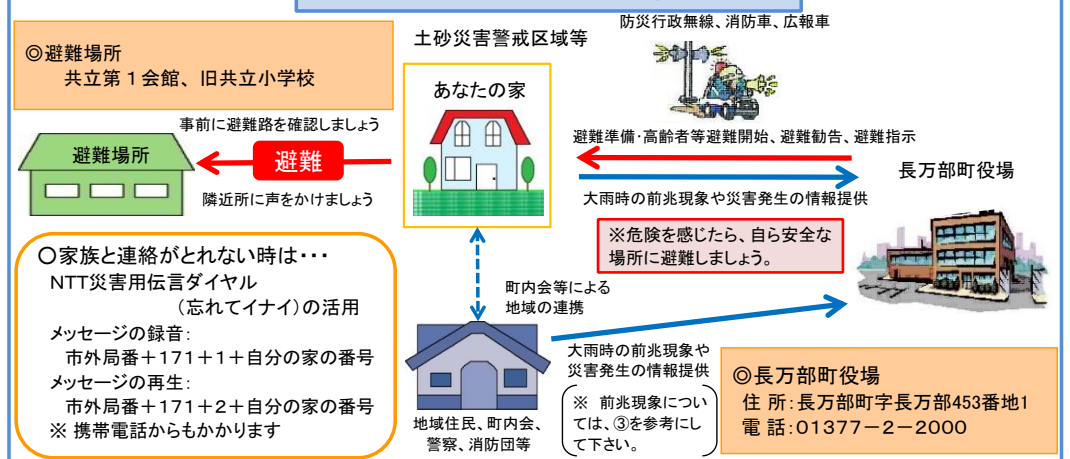 防災行政無線、消防車、広報車
土砂災害警戒区域等
◎避難場所
共立第1会館、旧共立小学校
あなたの家
事前に避難路を確認しましょう
避難準備・高齢者等避難開始、避難勧告、避難指示
避難場所
避難
長万部町役場
隣近所に声をかけましょう
大雨時の前兆現象や災害発生の情報提供
※危険を感じたら、自ら安全な
場所に避難しましょう。
○家族と連絡がとれない時は・・・
NTT災害用伝言ダイヤル
(忘れてイナイ)の活用
メッセージの録音:
市外局番+171+1+自分の家の番号
メッセージの再生:
市外局番+171+2+自分の家の番号
※ 携帯電話からもかかります
町内会等による
地域の連携
大雨時の前兆現象や
災害発生の情報提供
※ 前兆現象につい
ては、③を参考にし
て下さい。
地域住民、町内会、
警察、消防団等
◎長万部町役場
住 所:長万部町字長万部453番地1
電 話:01377-2-2000